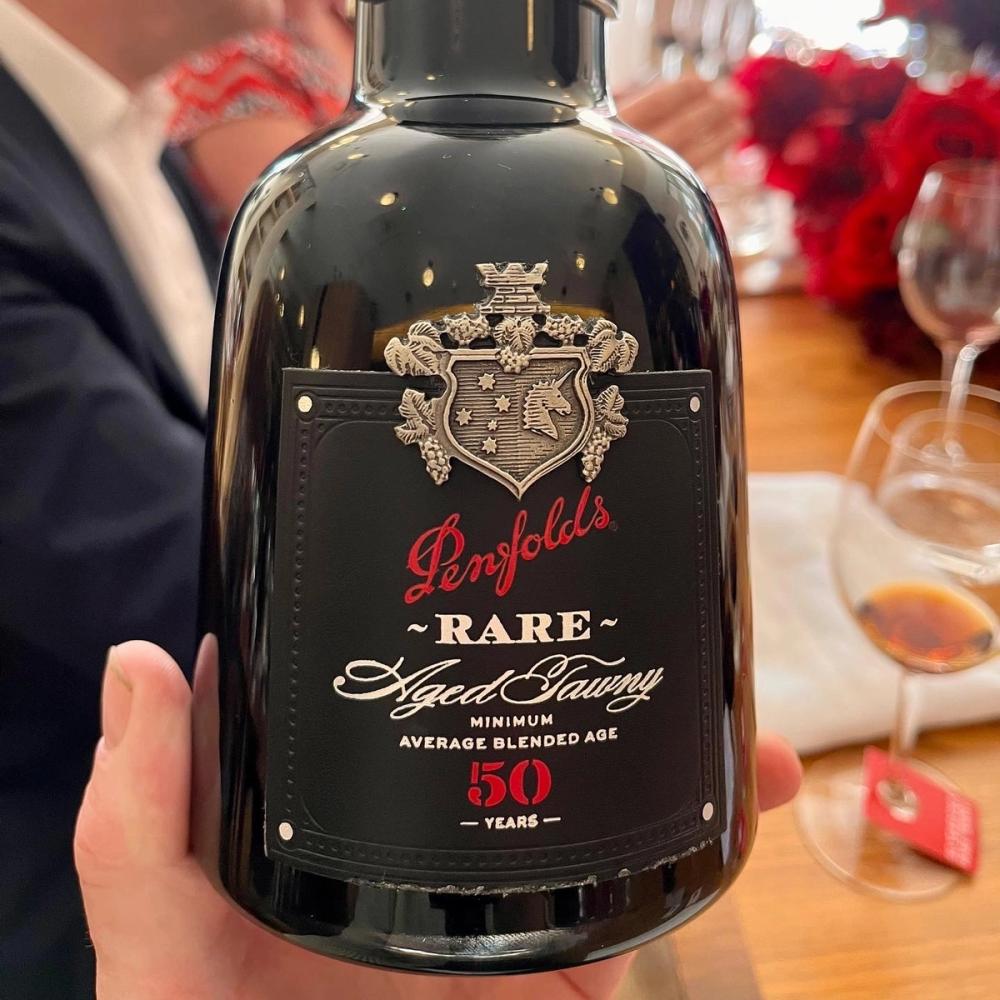 Penfolds
~RARE~
Aged Tawny
MINIMUM
AVERAGE BLENDED AGE
50
— YEARS —